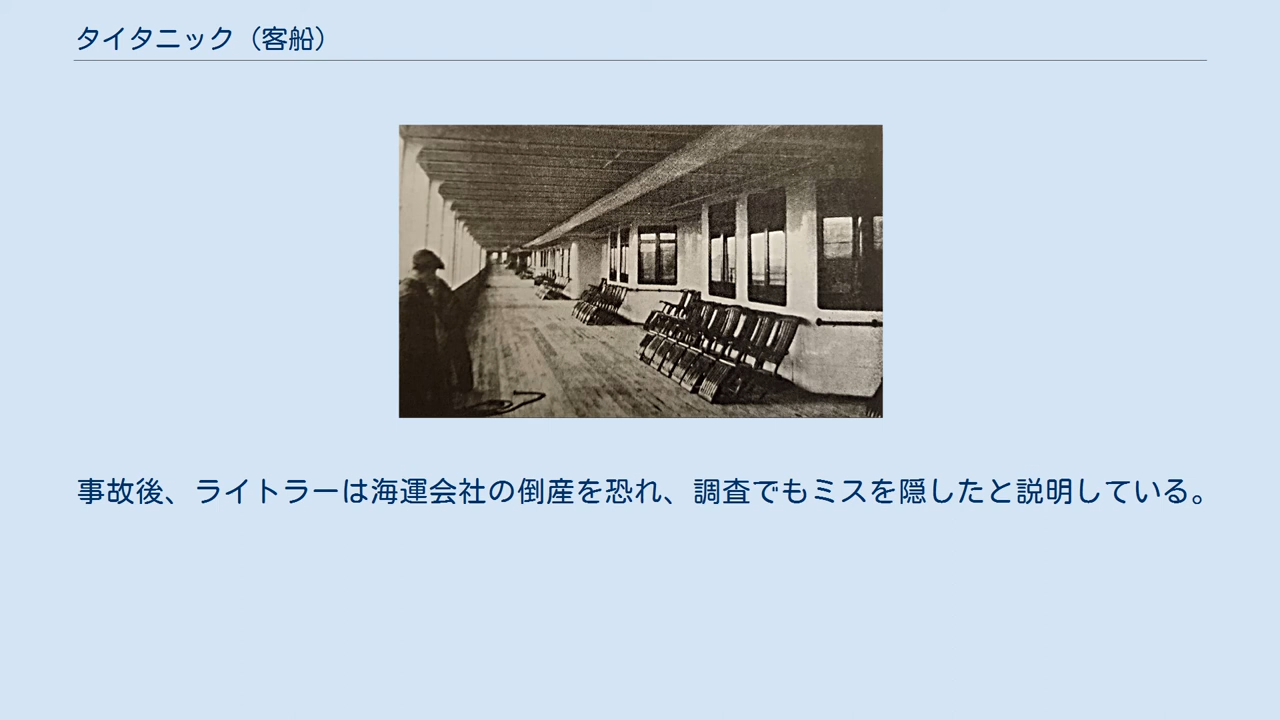 タイタニック（客船）
事故後、ライトラーは海運会社の倒産を恐れ、調査でもミスを隠したと説明している。